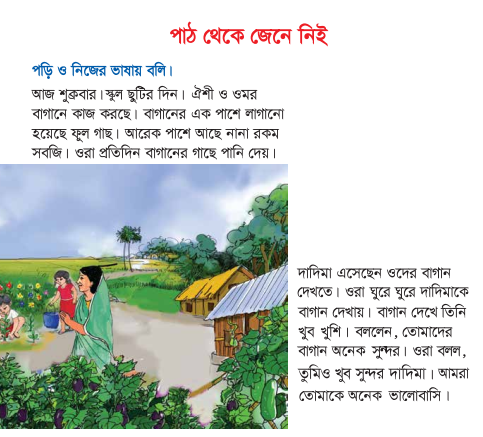 পাঠ থেকে জেনে নিই
পড়ি ও নিজের ভাষায় বলি।
আজ শুক্রবার। স্কুল ছুটির দিন। ঐশী ও ওমর
বাগানে কাজ করছে। বাগানের এক পাশে লাগানো
হয়েছে ফুল গাছ। আরেক পাশে আছে নানা রকম
সবজি। ওরা প্রতিদিন বাগানের গাছে পানি দেয়।
দাদিমা এসেছেন ওদের বাগান
দেখতে। ওরা ঘুরে ঘুরে দাদিমাকে
বাগান দেখায়। বাগান দেখে তিনি
খুব খুশি। বললেন, তোমাদের
বাগান অনেক সুন্দর। ওরা বলল,
তুমিও খুব সুন্দর দাদিমা। আমরা
তোমাকে অনেক ভালোবাসি।